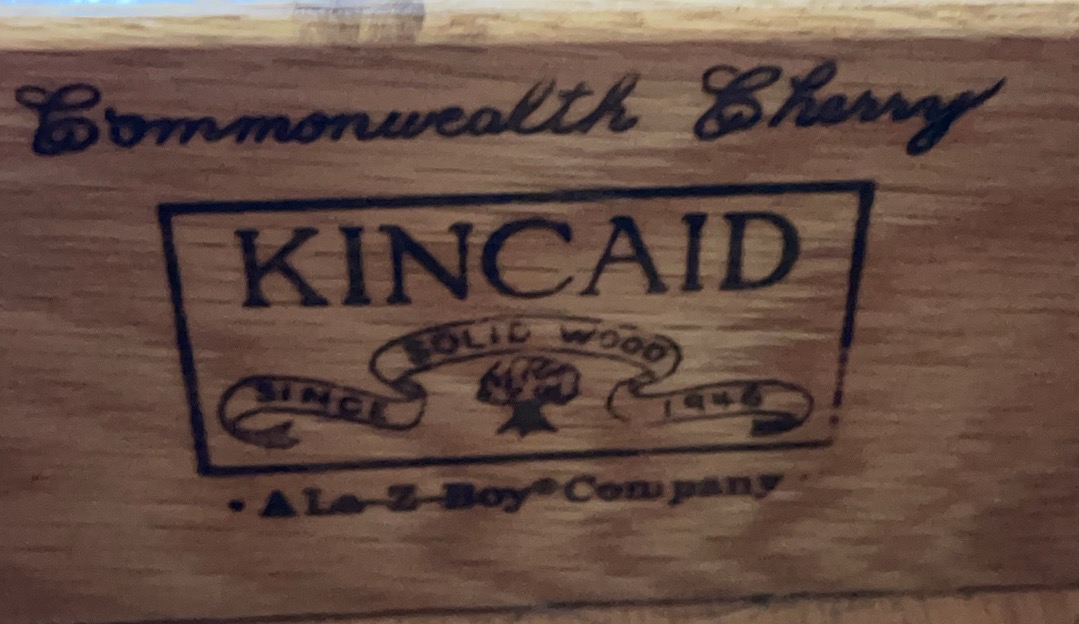 Commonwealth Cherry
KINCAID
SOLID WOOD
SINCE 1946
• A La-Z-Boy® Company •